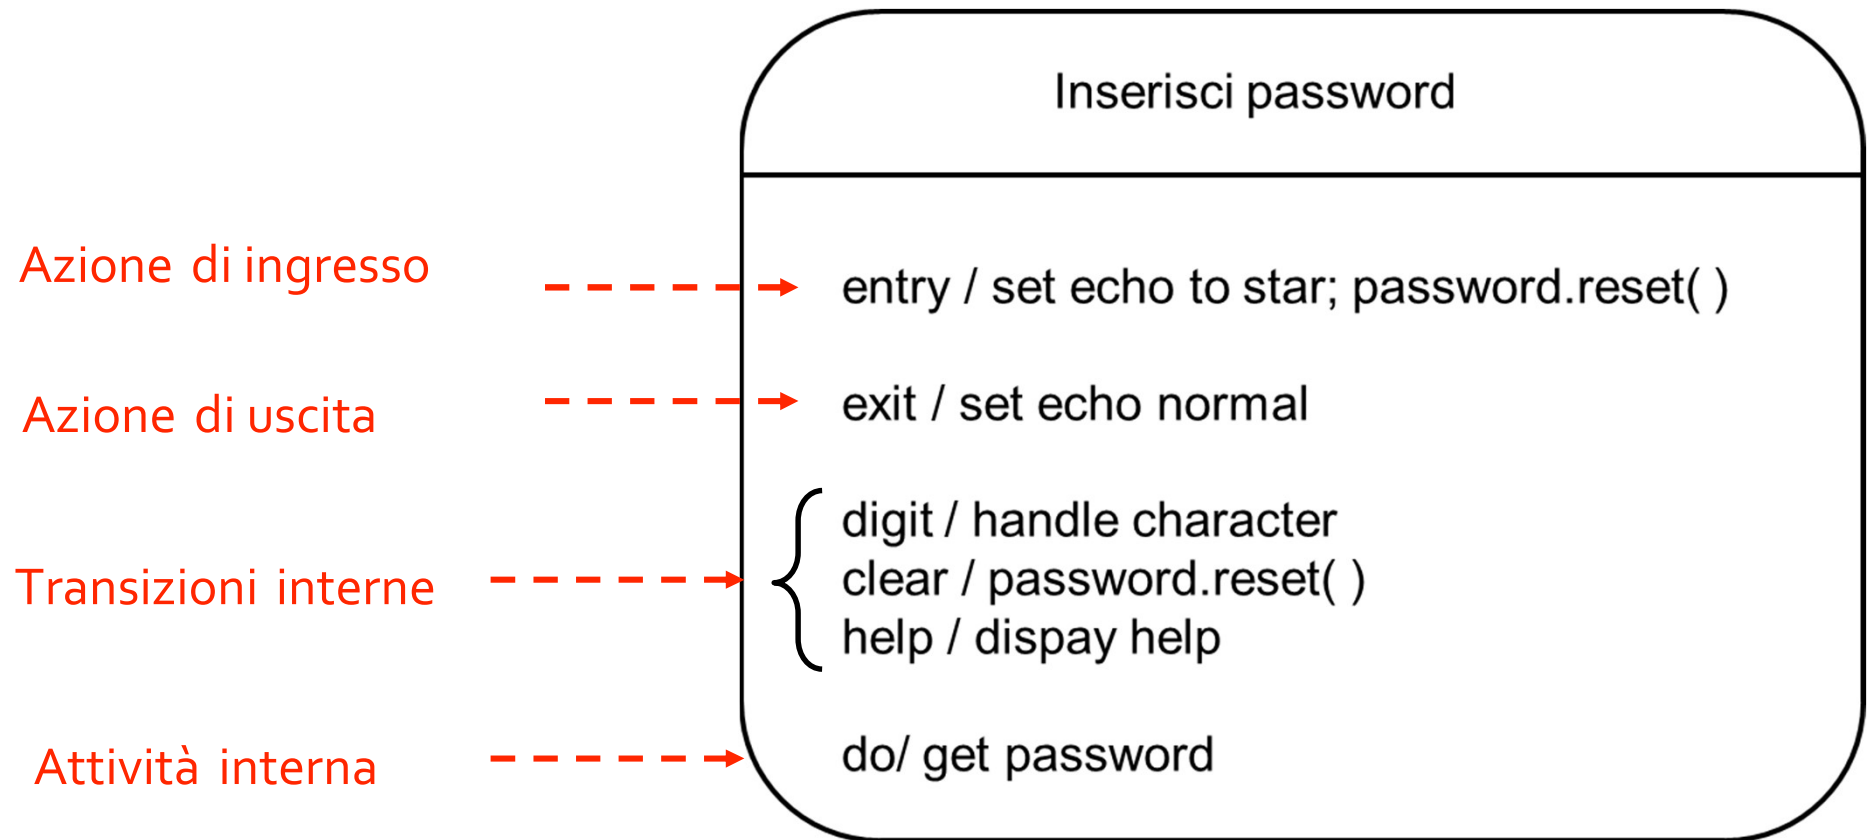 Inserisci password
Azione di ingresso
entry / set echo to star; password.reset( )
Azione di uscita
exit / set echo normal
Transizioni interne
digit / handle character
clear / password.reset( )
help / dispay help
Attività interna
do/ get password